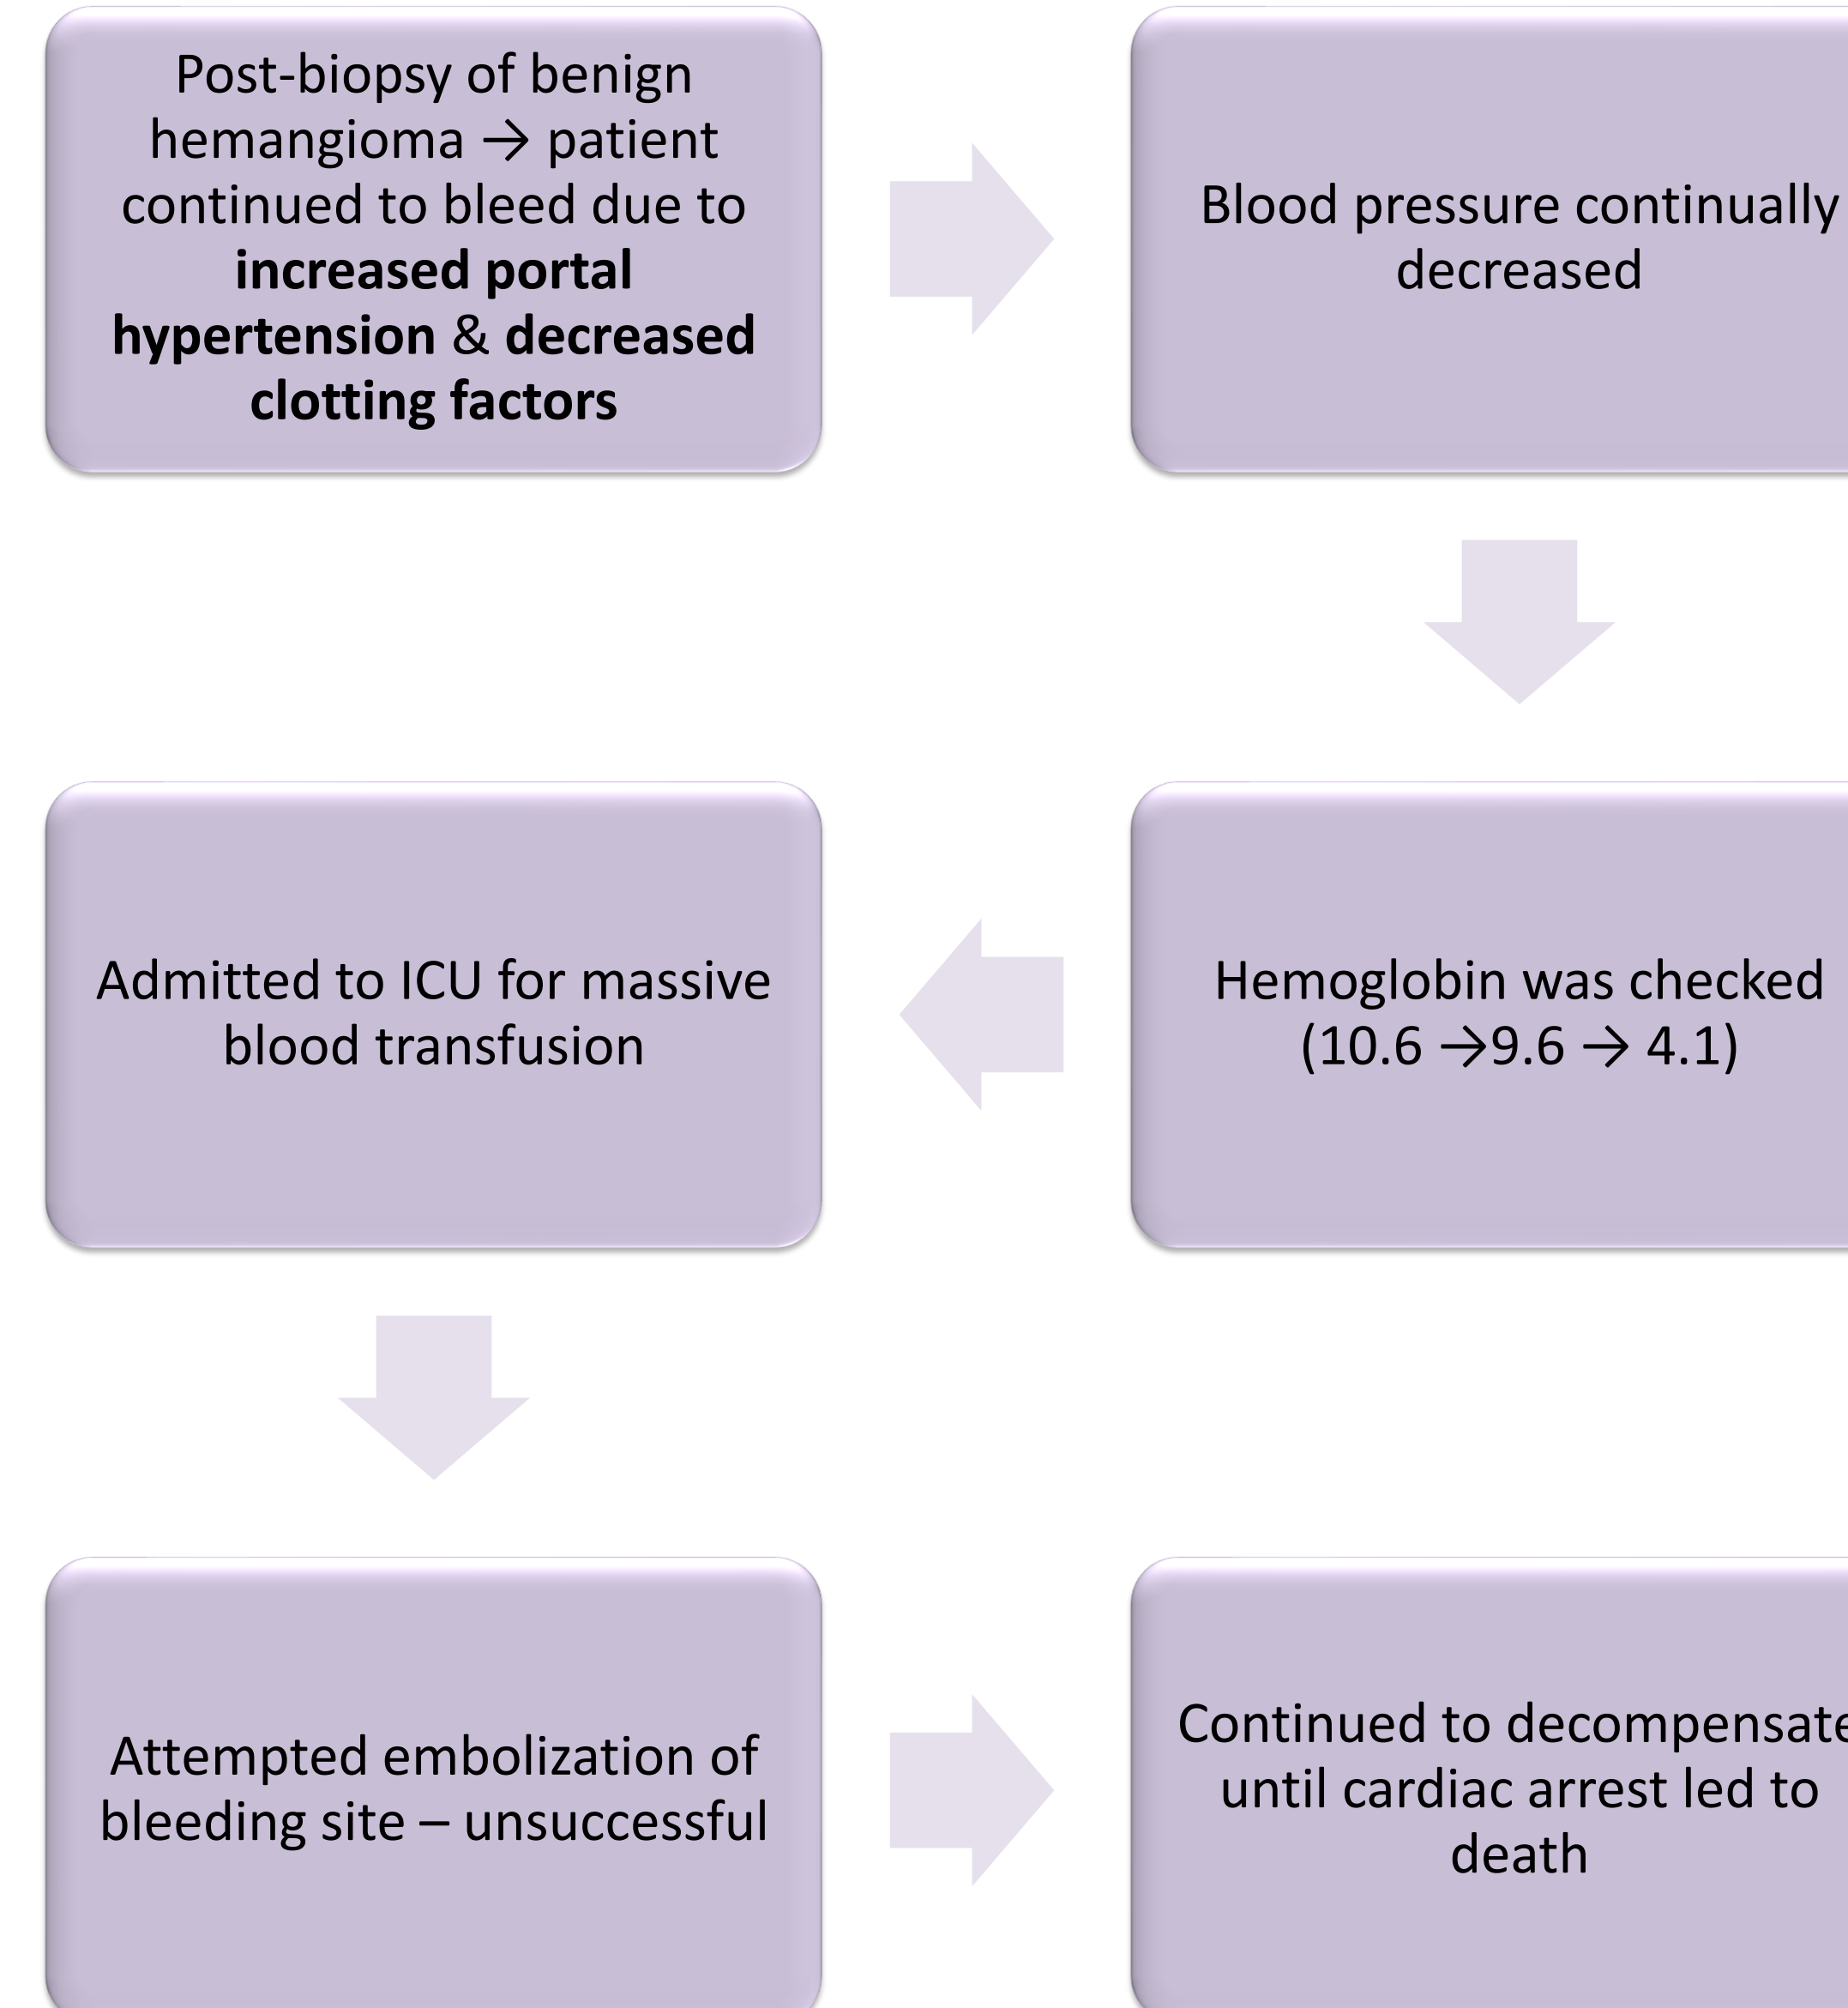 Post-biopsy of benign
hemangioma → patient
continued to bleed due to
increased portal
hypertension & decreased
clotting factors
Blood pressure continually
decreased
Hemoglobin was checked
(10.6 →9.6 → 4.1)
Admitted to ICU for massive
blood transfusion
Attempted embolization of
bleeding site – unsuccessful
Continued to decompensate
until cardiac arrest led to
death